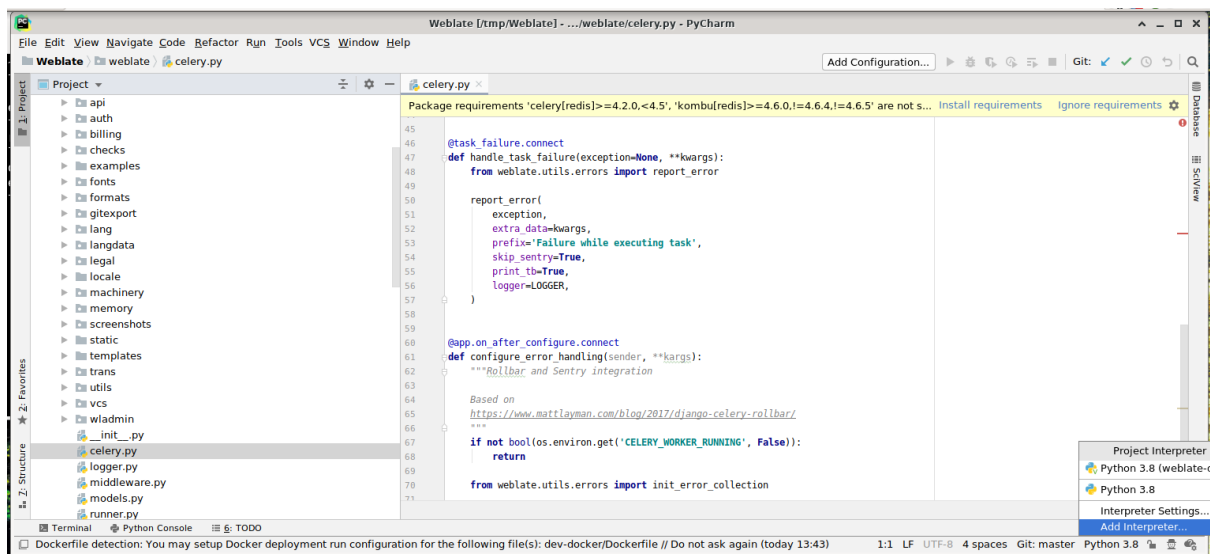 Weblate [/tmp/Weblate] - .../weblate/celery.py - PyCharm
File Edit View Navigate Code Refactor Run Tools VCS Window Help
Weblate weblate celery.py
Add Configuration...
Git:
1: Project
Project
celery.py
Package requirements 'celery[redis]>=4.2.0,<4.5', 'kombu[redis]>=4.6.0,!=4.6.4,!=4.6.5' are not s... Install requirements Ignore requirements
api
auth
billing
checks
examples
fonts
formats
gitexport
lang
langdata
legal
locale
machinery
memory
screenshots
static
templates
trans
utils
vcs
wladmin
__init__.py
celery.py
logger.py
middleware.py
models.py
runner.py
2: Favorites
Z: Structure
45
46 @task_failure.connect
47 def handle_task_failure(exception=None, **kwargs):
48 from weblate.utils.errors import report_error
49
50 report_error(
51 exception,
52 extra_data=kwargs,
53 prefix='Failure while executing task',
54 skip_sentry=True,
55 print_tb=True,
56 logger=LOGGER,
57 )
58
59
60 @app.on_after_configure.connect
61 def configure_error_handling(sender, **kargs):
62 """Rollbar and Sentry integration
63
64 Based on
65 https://www.mattlayman.com/blog/2017/django-celery-rollbar/
66 """
67 if not bool(os.environ.get('CELERY_WORKER_RUNNING', False)):
68 return
69
70 from weblate.utils.errors import init_error_collection
71
Database
SciView
Project Interpreter
Python 3.8 (weblate-
Python 3.8
Interpreter Settings...
Add Interpreter...
Terminal Python Console 6: TODO
Dockerfile detection: You may setup Docker deployment run configuration for the following file(s): dev-docker/Dockerfile // Do not ask again (today 13:43) 1:1 LF UTF-8 4 spaces Git: master Python 3.8